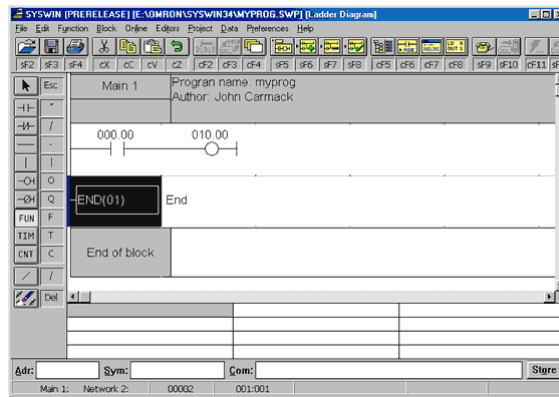 SYSWIN [PRERELEASE] [E:\OMRON\SYSWIN34\MYPROG.SWP] [Ladder Diagram]
File Edit Function Block Online Editors Project Data Preferences Help
sF2 sF3 sF4 cX cC cV cZ cF2 cF3 cF4 sF5 sF6 sF7 sF8 cF5 cF6 cF7 cF8 sF9 sF10 cF11
Esc
Main 1
Progran name: myprog
Author: John Carmack
"
/
000.00 010.00
-
I
O
Q
END(01) End
FUN F
TIM T
CNT C
End of block
/
Del
Adr: Sym: Com: Store
Main 1: Network 2: 00002 001:001